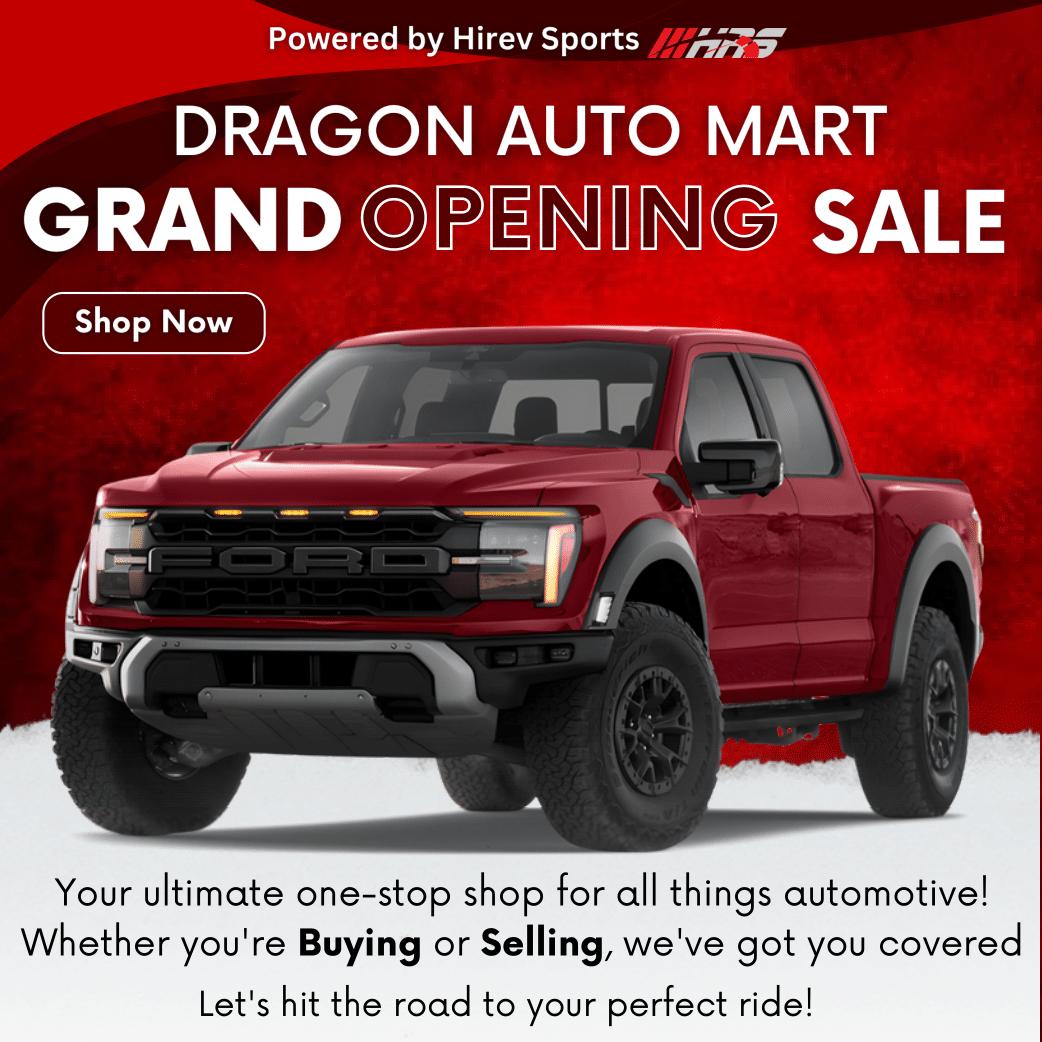 Powered by Hirev Sports HRS
DRAGON AUTO MART
GRAND OPENING SALE
Shop Now
FORD
Your ultimate one-stop shop for all things automotive!
Whether you're Buying or Selling, we've got you covered
Let's hit the road to your perfect ride!